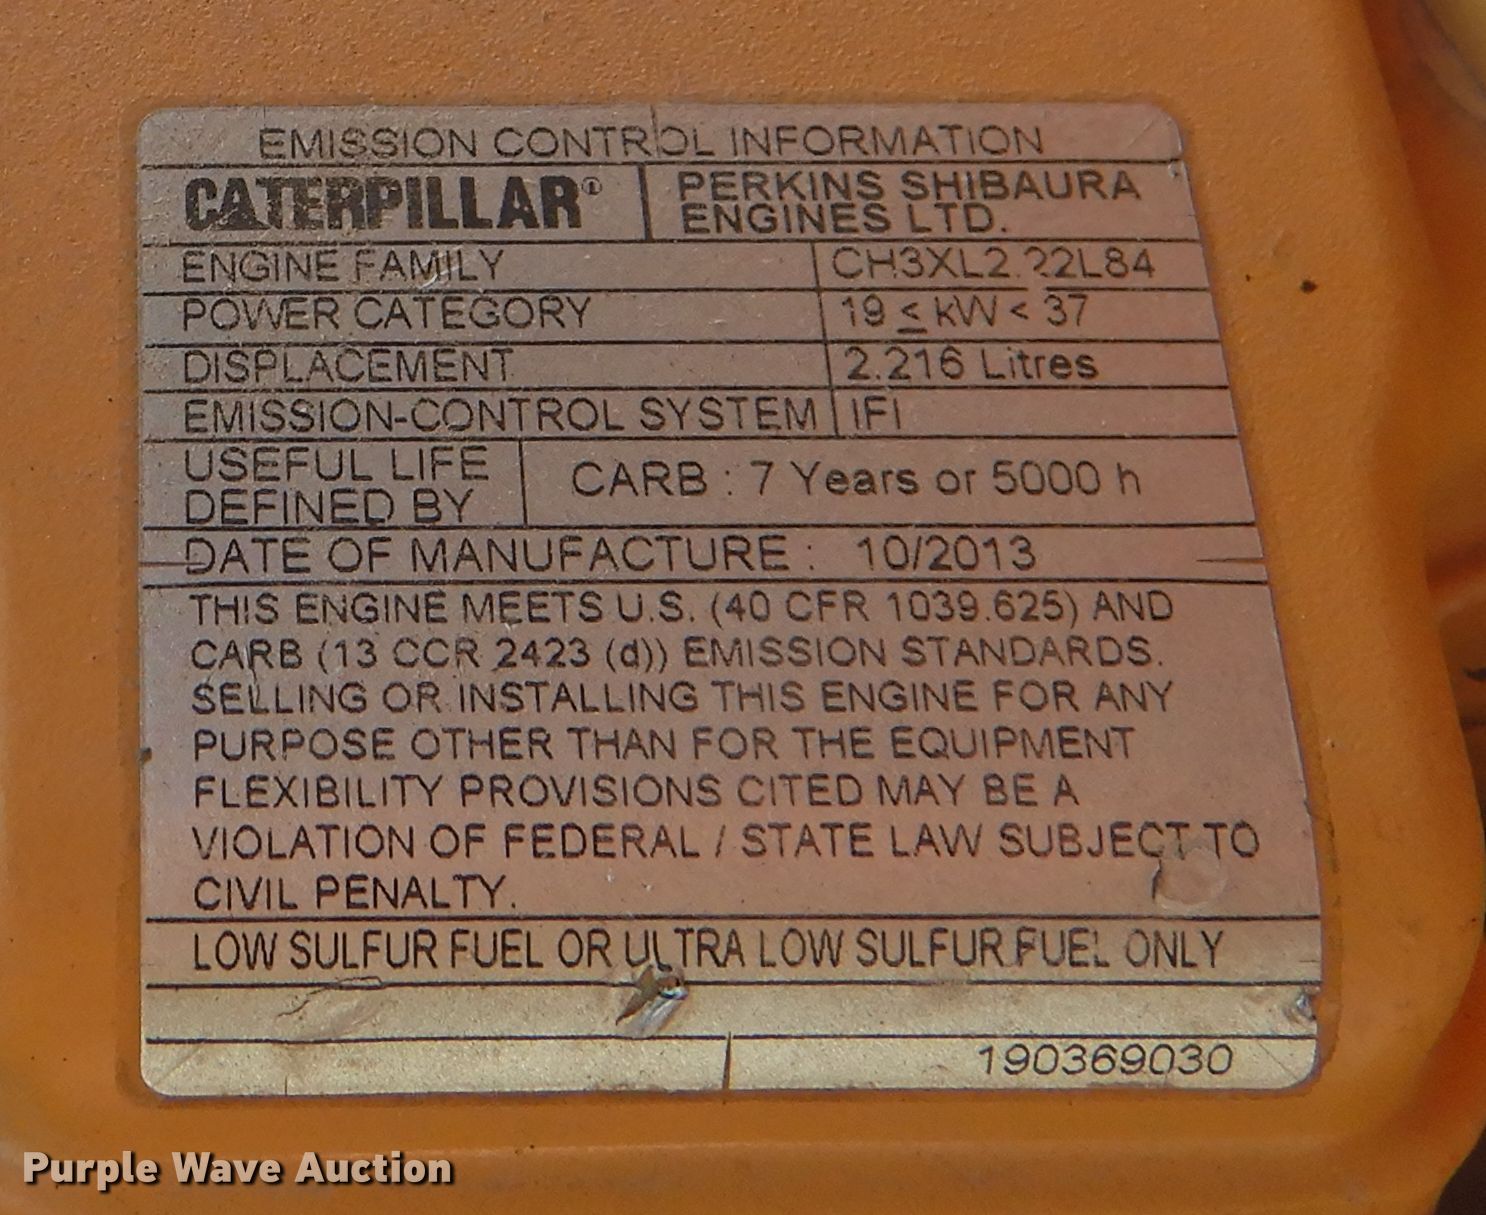 EMISSION CONTROL INFORMATION
CATERPILLAR®
PERKINS SHIBAURA
ENGINES LTD.
ENGINE FAMILY CH3XL2.22L84
POWER CATEGORY 19 ≤ kW < 37
DISPLACEMENT 2.216 Litres
EMISSION-CONTROL SYSTEM IFI
USEFUL LIFE
DEFINED BY
CARB : 7 Years or 5000 h
DATE OF MANUFACTURE : 10/2013
THIS ENGINE MEETS U.S. (40 CFR 1039.625) AND
CARB (13 CCR 2423 (d)) EMISSION STANDARDS.
SELLING OR INSTALLING THIS ENGINE FOR ANY
PURPOSE OTHER THAN FOR THE EQUIPMENT
FLEXIBILITY PROVISIONS CITED MAY BE A
VIOLATION OF FEDERAL / STATE LAW SUBJECT TO
CIVIL PENALTY.
LOW SULFUR FUEL OR ULTRA LOW SULFUR FUEL ONLY
190369030
Purple Wave Auction